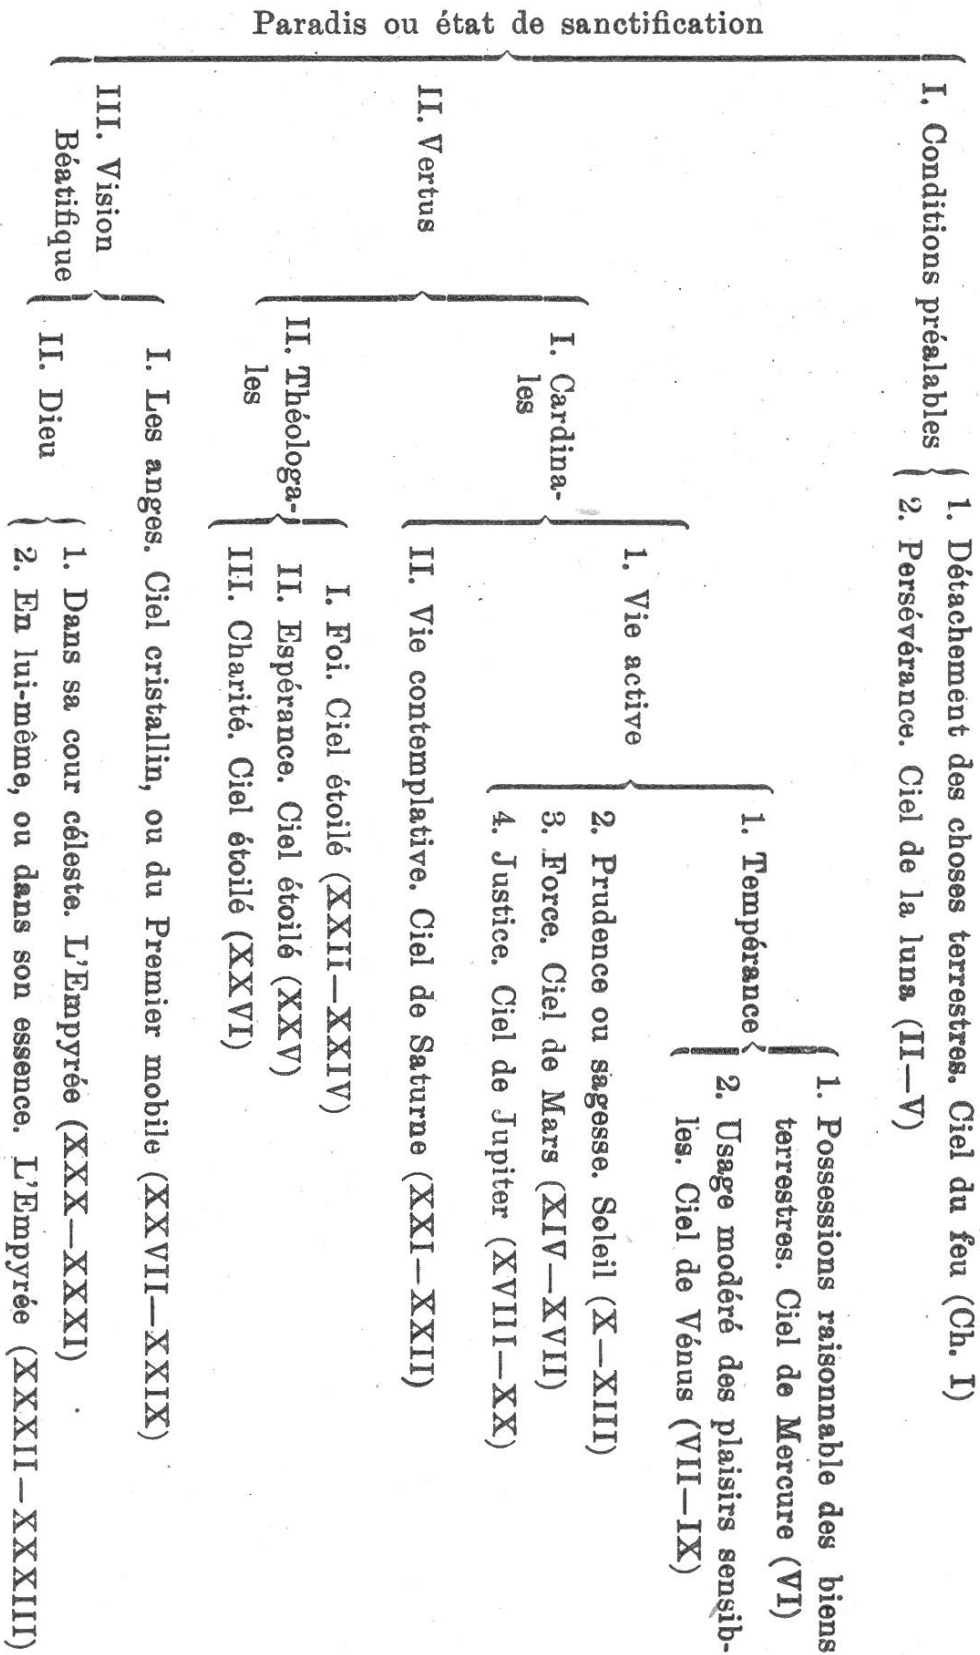 Paradis ou état de sanctification
I. Conditions préalables
1. Détachement des choses terrestres. Ciel du feu (Ch. I)
2. Persévérance. Ciel de la luna (II—V)
II. Vertus
I. Cardina-
les
1. Vie active
1. Tempérance
1. Possessions raisonnable des biens
terrestres. Ciel de Mercure (VI)
2. Usage modéré des plaisirs sensib-
les. Ciel de Vénus (VII—IX)
2. Prudence ou sagesse. Soleil (X—XIII)
3. Force. Ciel de Mars (XIV—XVII)
4. Justice. Ciel de Jupiter (XVIII—XX)
II. Vie contemplative. Ciel de Saturne (XXI—XXII)
II. Théologa-
les
I. Foi. Ciel étoilé (XXII—XXIV)
II. Espérance. Ciel étoilé (XXV)
III. Charité. Ciel étoilé (XXVI)
III. Vision
Béatifique
I. Les anges. Ciel cristallin, ou du Premier mobile (XXVII—XXIX)
II. Dieu
1. Dans sa cour céleste. L'Empyrée (XXX—XXXI)
2. En lui-même, ou dans son essence. L'Empyrée (XXXII—XXXIII)